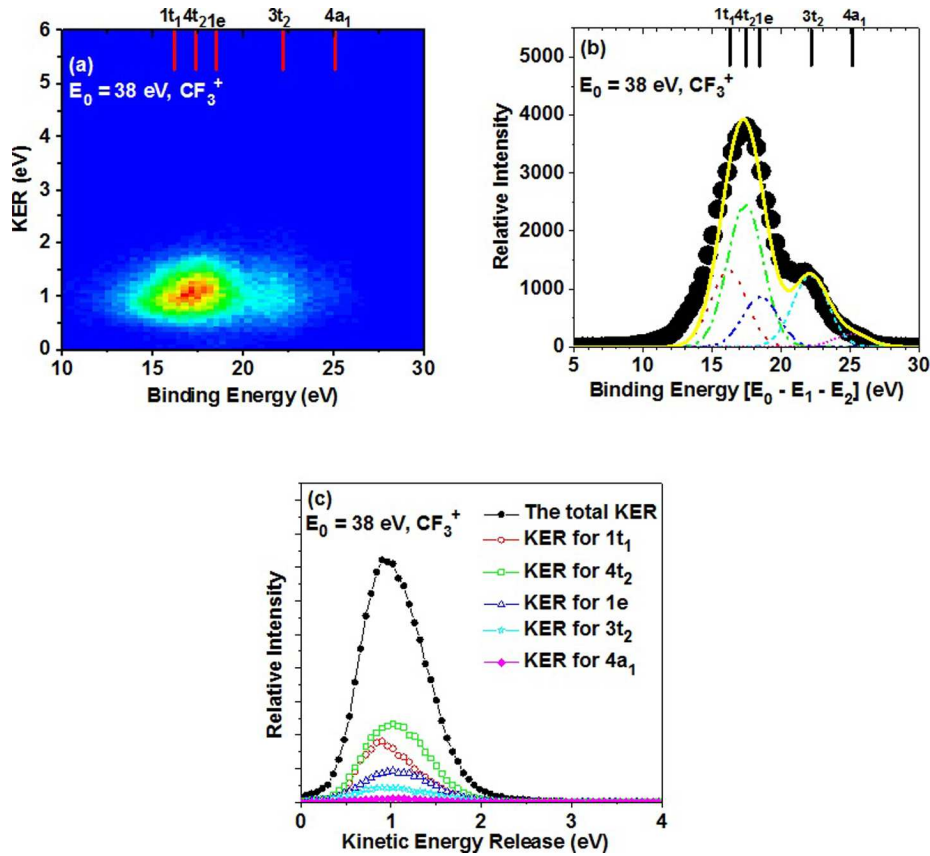 1t₁ 4t₂ 1e 3t₂ 4a₁
(a)
E₀ = 38 eV, CF₃⁺
KER (eV)
6
5
4
3
2
1
0
10 15 20 25 30
Binding Energy (eV)
1t₁ 4t₂ 1e 3t₂ 4a₁
(b)
E₀ = 38 eV, CF₃⁺
Relative Intensity
5000
4000
3000
2000
1000
0
5 10 15 20 25 30
Binding Energy [E₀ - E₁ - E₂] (eV)
(c)
E₀ = 38 eV, CF₃⁺
The total KER
KER for 1t₁
KER for 4t₂
KER for 1e
KER for 3t₂
KER for 4a₁
Relative Intensity
0 1 2 3 4
Kinetic Energy Release (eV)